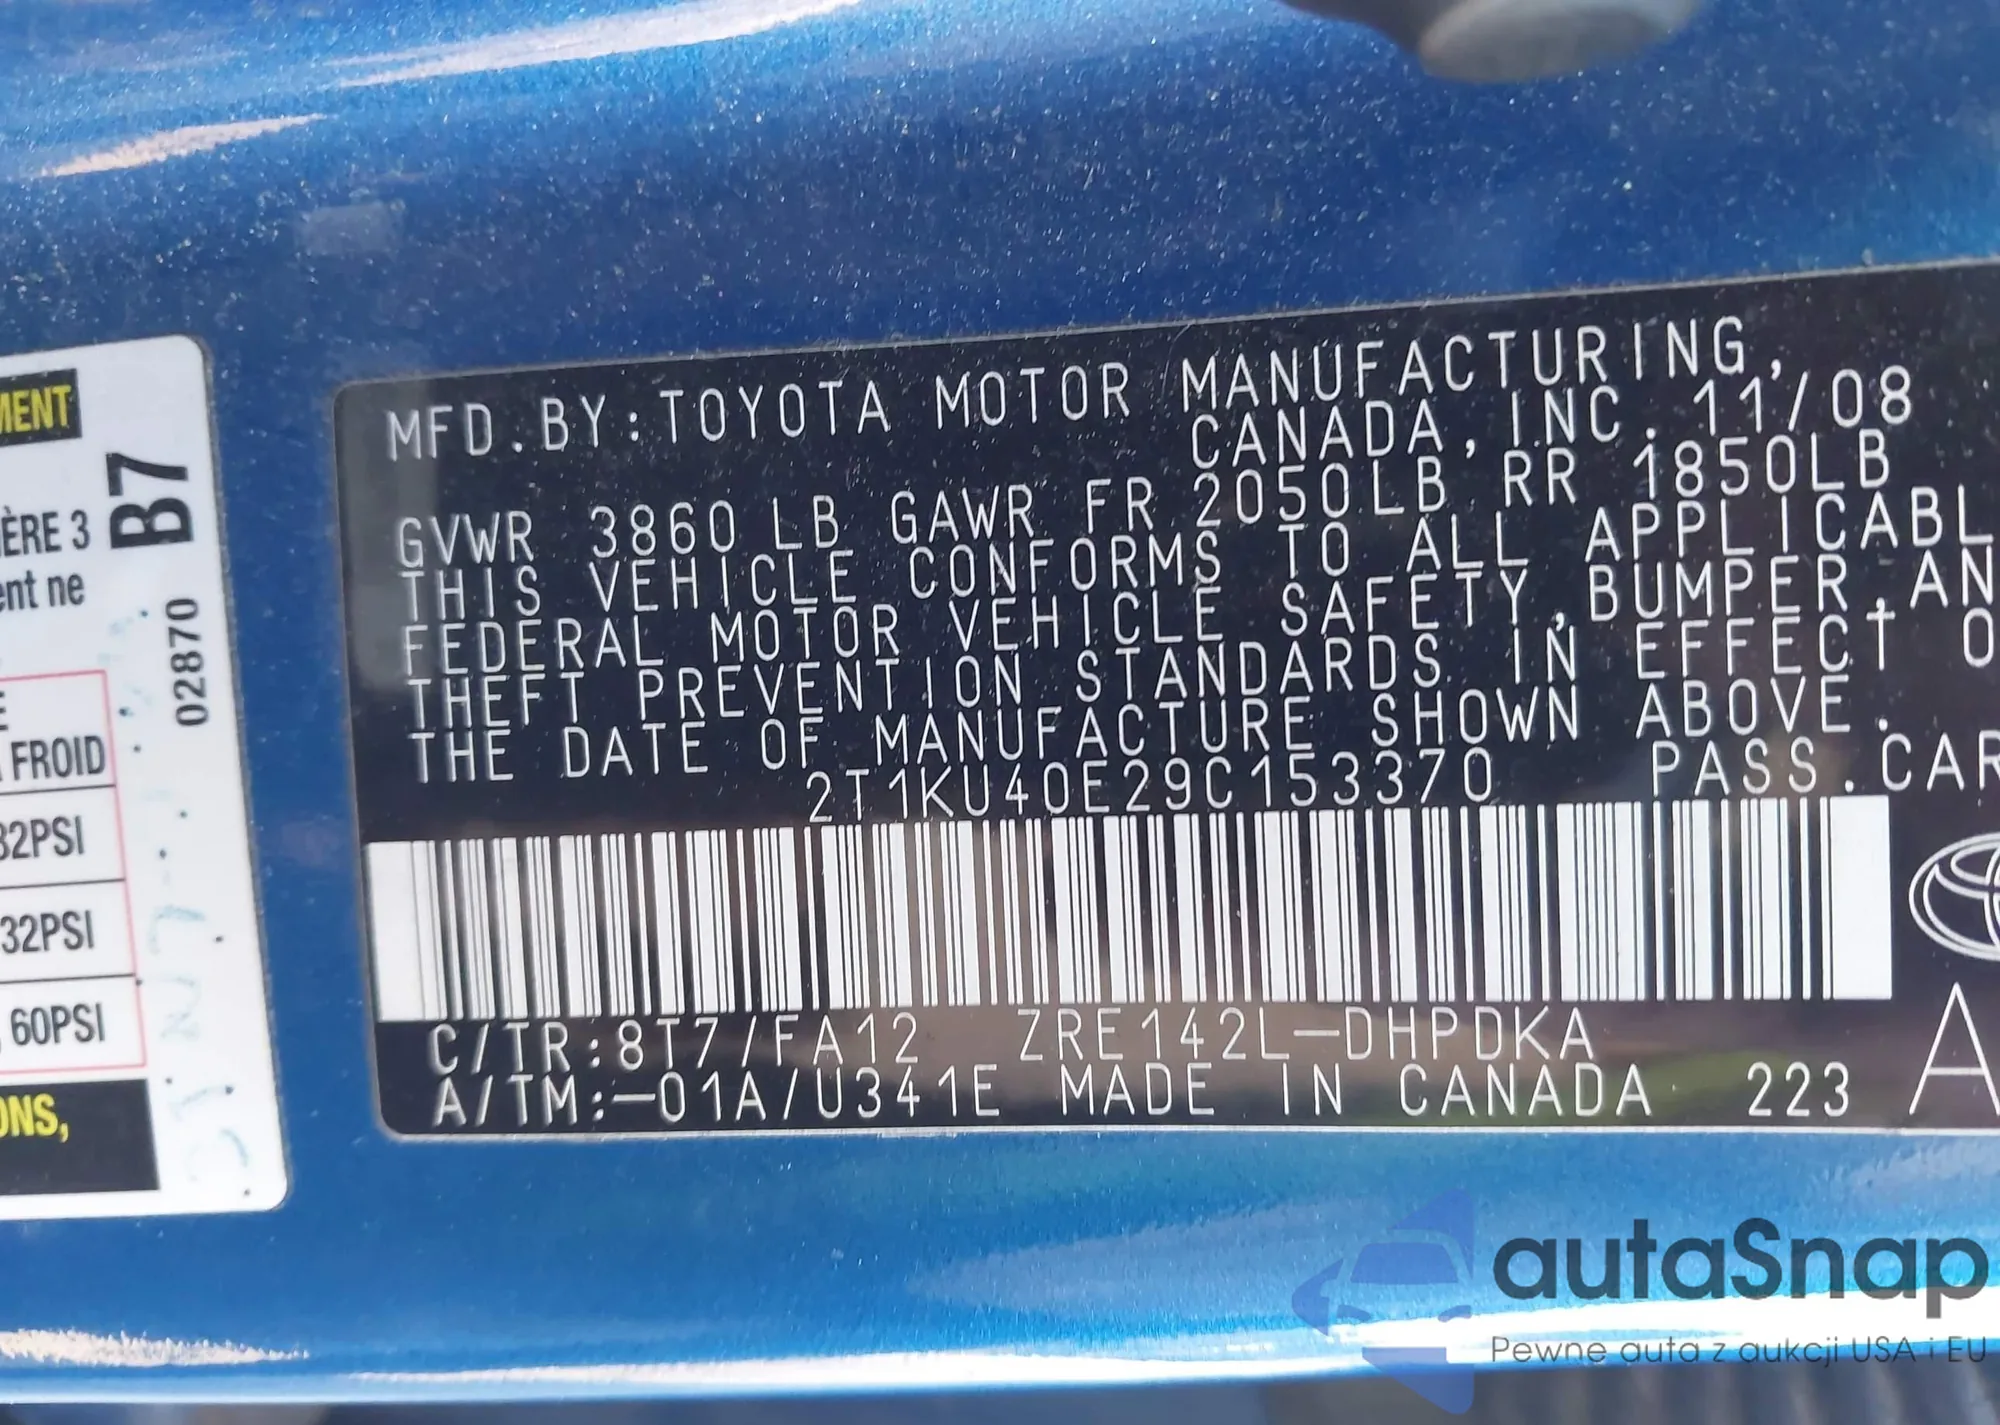 MENT
B7
ÈRE 3
ent ne
02870
E
FROID
32PSI
32PSI
60PSI
ONS,
MFD.BY:TOYOTA MOTOR MANUFACTURING,
CANADA,INC. 11/08
GVWR 3860 LB GAWR FR 2050LB RR 1850LB
THIS VEHICLE CONFORMS TO ALL APPLICABL
FEDERAL MOTOR VEHICLE SAFETY,BUMPER,AN
THEFT PREVENTION STANDARDS IN EFFECT O
THE DATE OF MANUFACTURE SHOWN ABOVE.
2T1KU40E29C153370 PASS.CAR
C/TR:8T7/FA12 ZRE142L-DHPDKA
A/TM:-01A/U341E MADE IN CANADA 223
A
autaSnap
Pewne auta z aukcji USA i EU